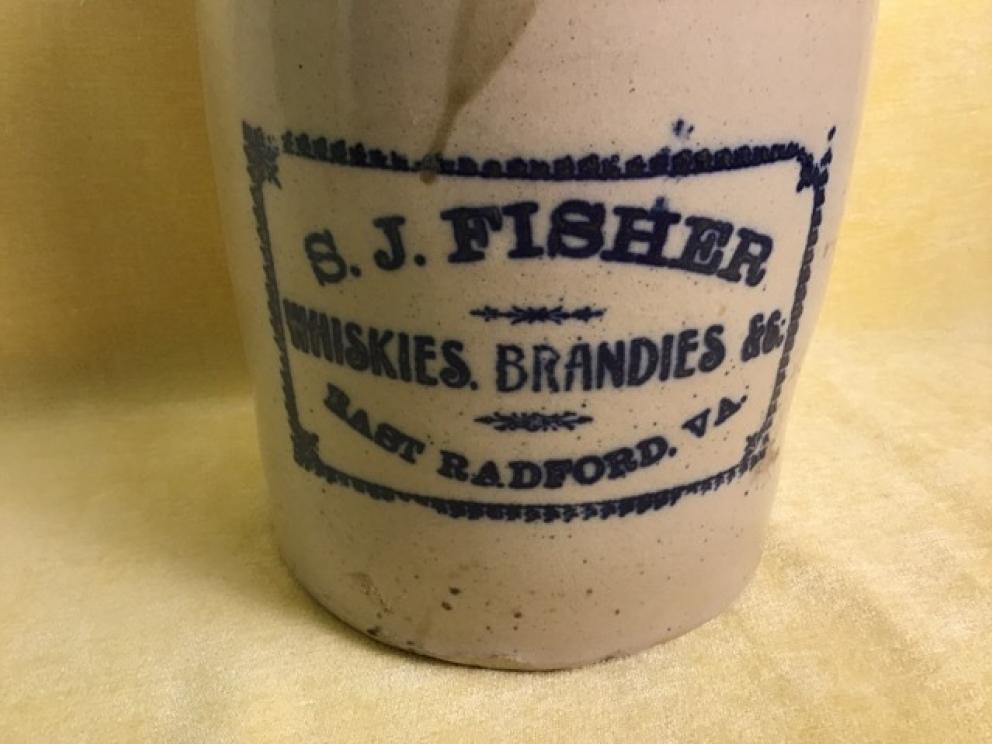 S. J. FISHER
WHISKIES. BRANDIES &C.
EAST RADFORD. VA.